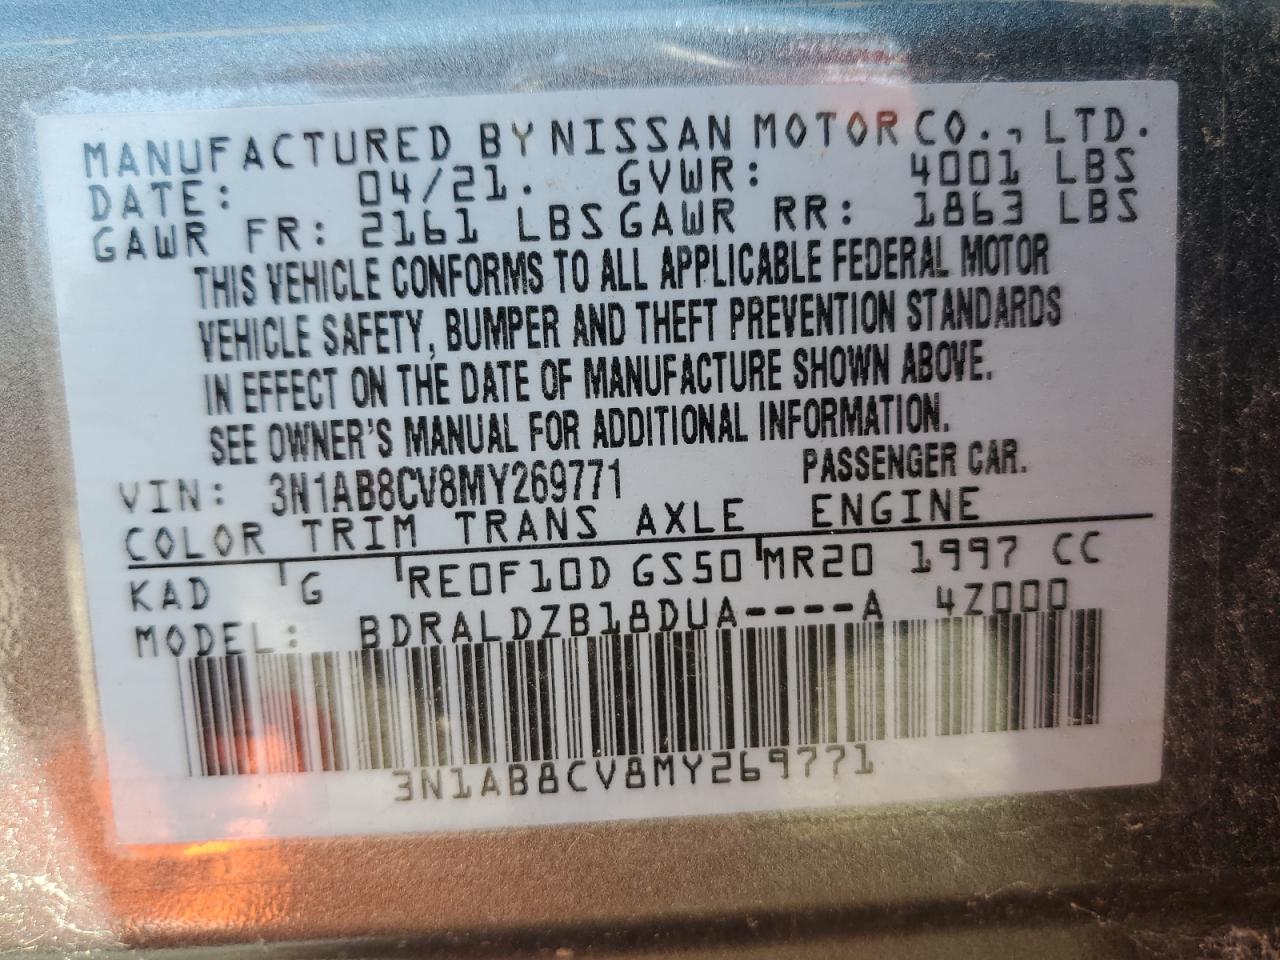 MANUFACTURED BY NISSAN MOTOR CO., LTD.
DATE: 04/21. GVWR: 4001 LBS
GAWR FR: 2161 LBS GAWR RR: 1863 LBS
THIS VEHICLE CONFORMS TO ALL APPLICABLE FEDERAL MOTOR
VEHICLE SAFETY, BUMPER AND THEFT PREVENTION STANDARDS
IN EFFECT ON THE DATE OF MANUFACTURE SHOWN ABOVE.
SEE OWNER'S MANUAL FOR ADDITIONAL INFORMATION.
VIN: 3N1AB8CV8MY269771 PASSENGER CAR.
COLOR TRIM TRANS AXLE ENGINE
KAD G RE0F10D GS50 MR20 1997 CC
MODEL: BDRALDZB18DUA----A 4Z000
3N1AB8CV8MY269771